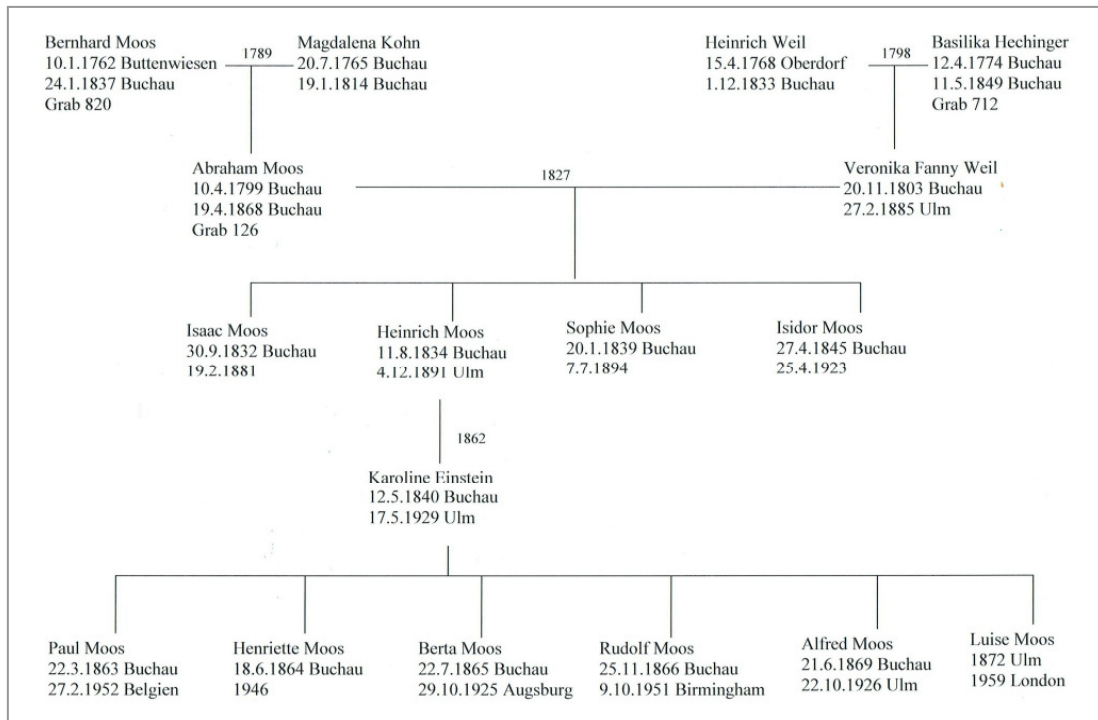 Bernhard Moos
10.1.1762 Buttenwiesen
24.1.1837 Buchau
Grab 820
1789
Magdalena Kohn
20.7.1765 Buchau
19.1.1814 Buchau
Heinrich Weil
15.4.1768 Oberdorf
1.12.1833 Buchau
1798
Basilika Hechinger
12.4.1774 Buchau
11.5.1849 Buchau
Grab 712
Abraham Moos
10.4.1799 Buchau
19.4.1868 Buchau
Grab 126
1827
Veronika Fanny Weil
20.11.1803 Buchau
27.2.1885 Ulm
Isaac Moos
30.9.1832 Buchau
19.2.1881
Heinrich Moos
11.8.1834 Buchau
4.12.1891 Ulm
Sophie Moos
20.1.1839 Buchau
7.7.1894
Isidor Moos
27.4.1845 Buchau
25.4.1923
1862
Karoline Einstein
12.5.1840 Buchau
17.5.1929 Ulm
Paul Moos
22.3.1863 Buchau
27.2.1952 Belgien
Henriette Moos
18.6.1864 Buchau
1946
Berta Moos
22.7.1865 Buchau
29.10.1925 Augsburg
Rudolf Moos
25.11.1866 Buchau
9.10.1951 Birmingham
Alfred Moos
21.6.1869 Buchau
22.10.1926 Ulm
Luise Moos
1872 Ulm
1959 London